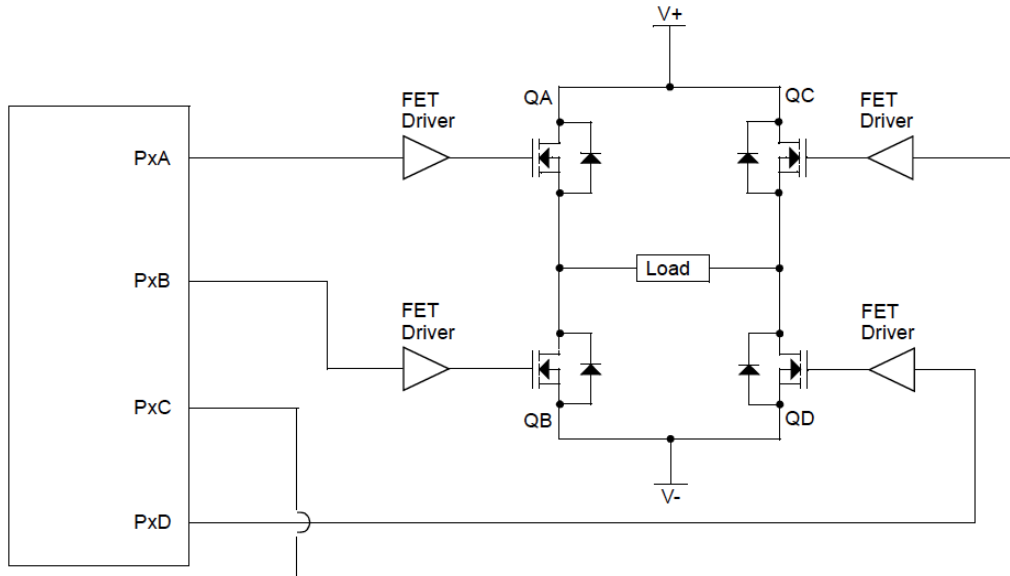 V+
FET
Driver
QA
QC
FET
Driver
PxA
PxB
Load
FET
Driver
FET
Driver
PxC
QB
QD
V-
PxD